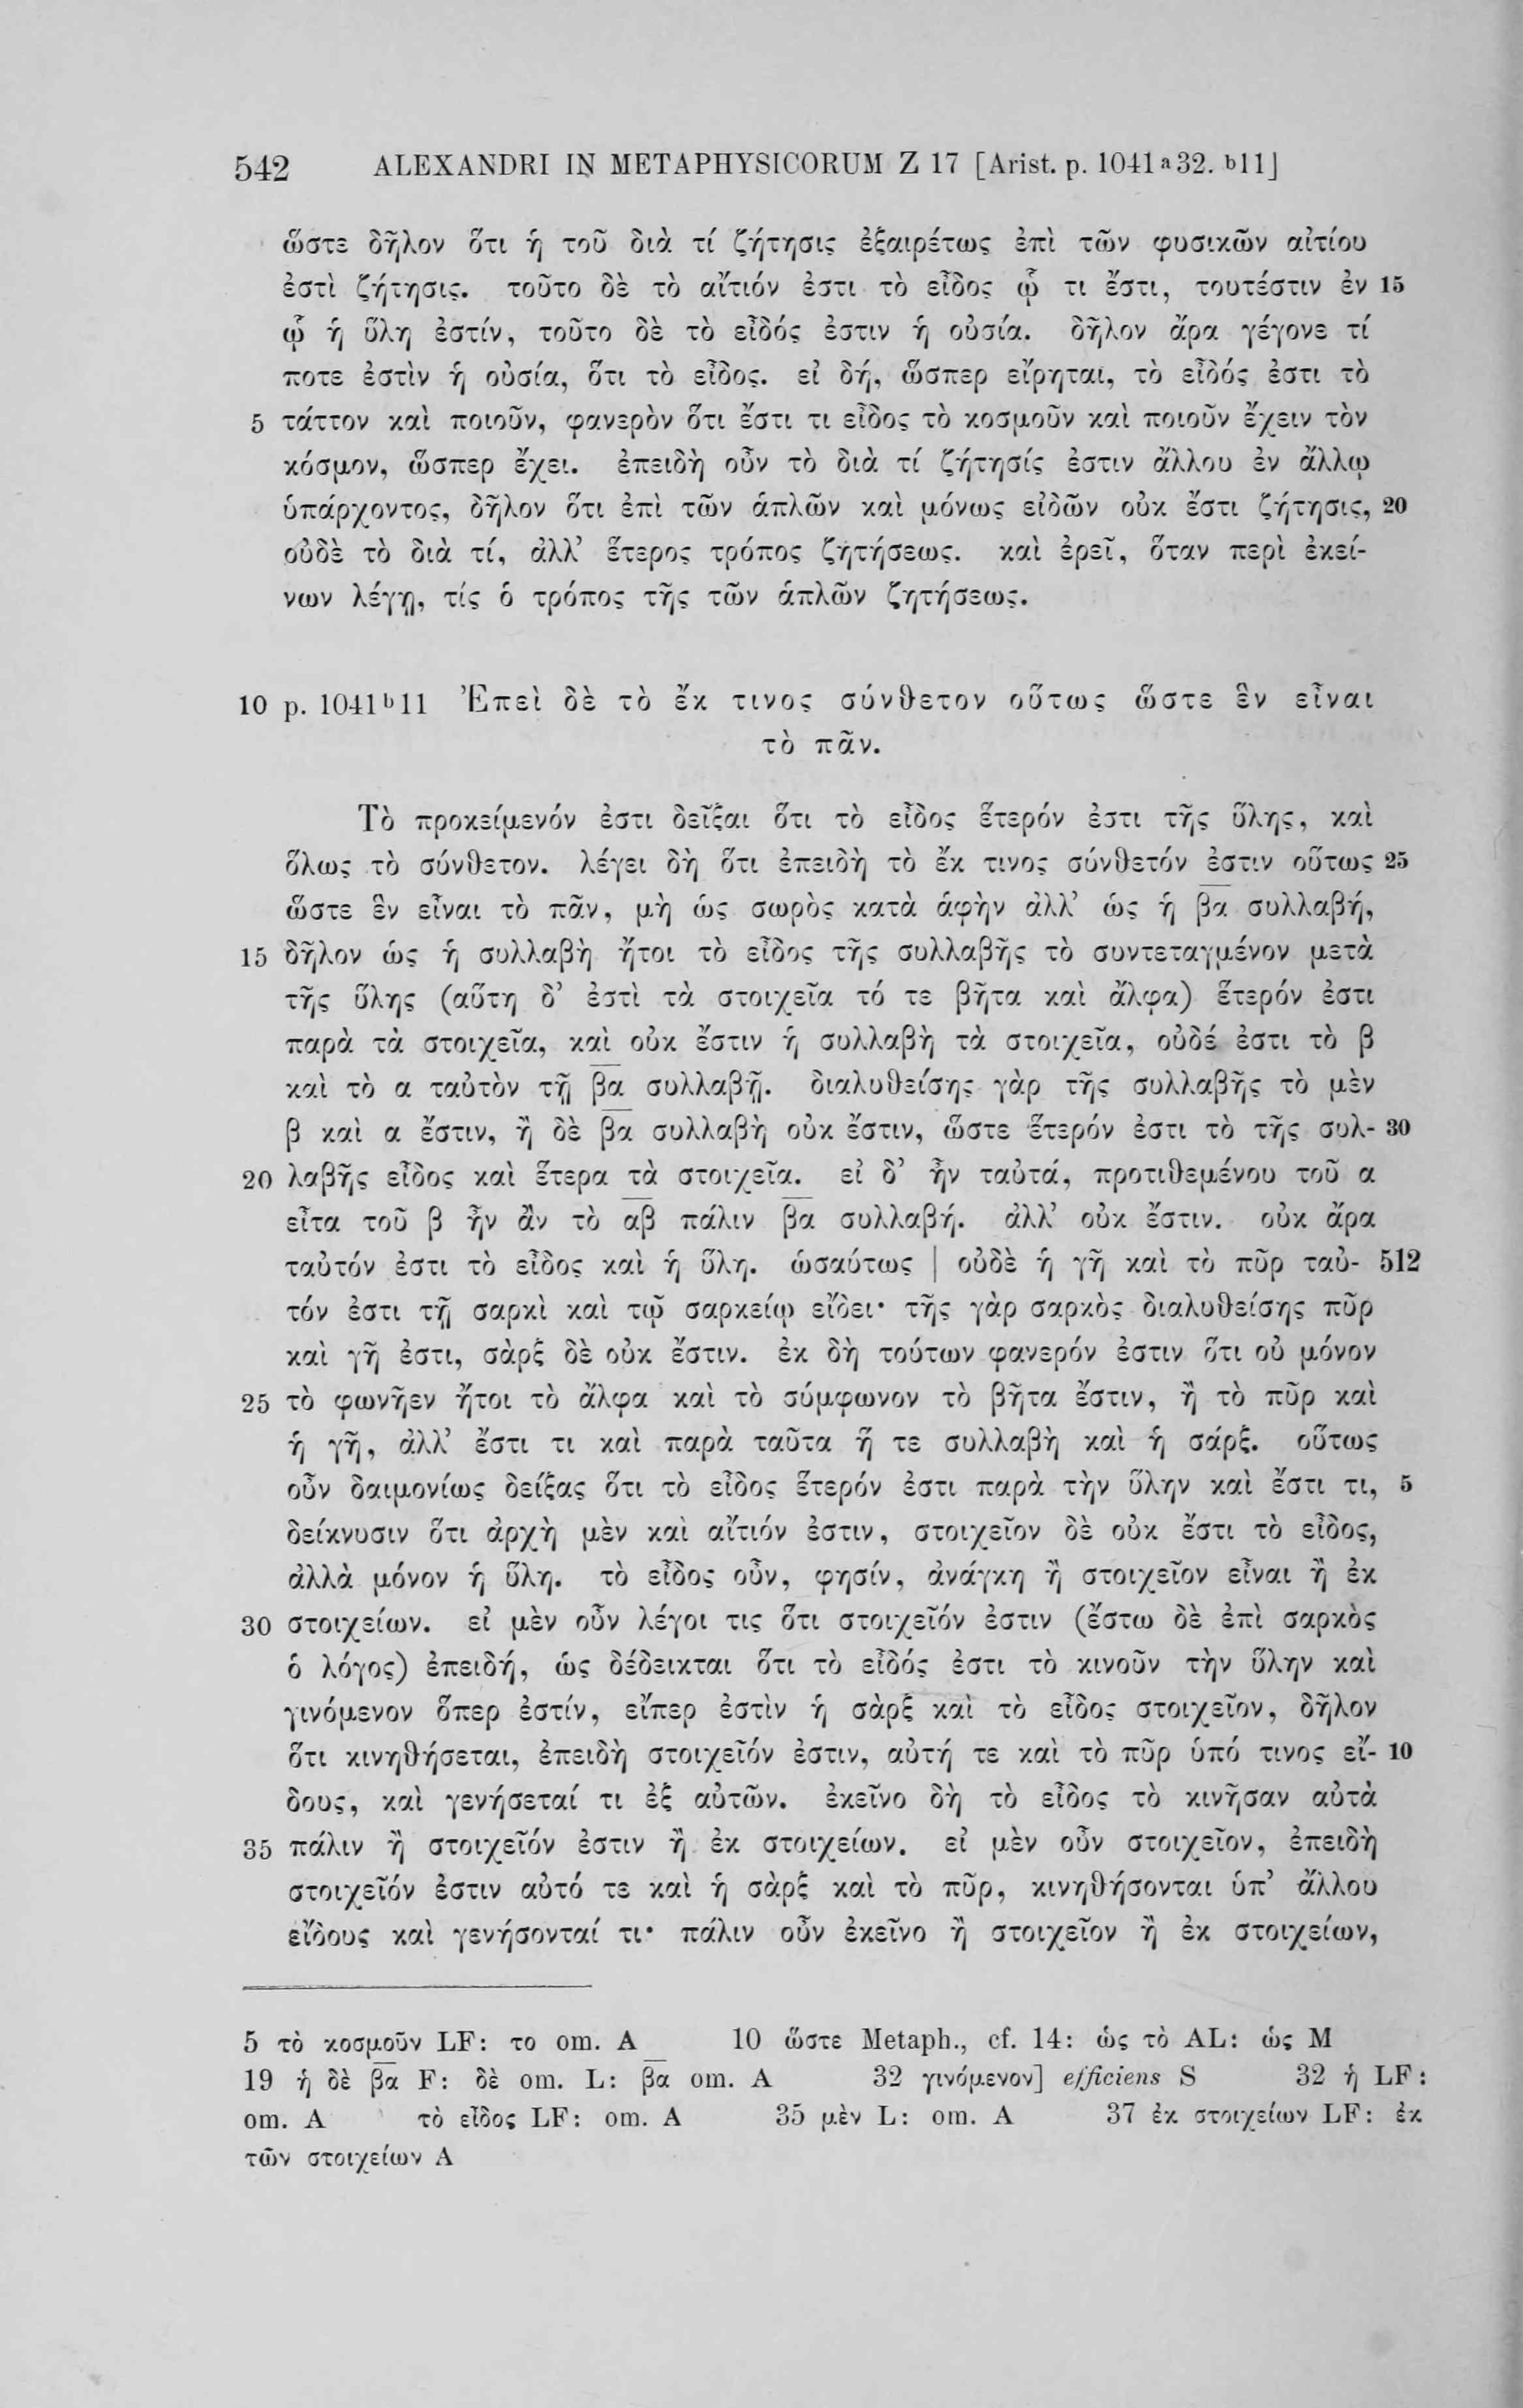 542 ALEXANDRI IN METAPHYSICORUM Z 17 [Arist. p. 1041 a 32. b 11]
ὥστε δῆλον ὅτι ἡ τοῦ διὰ τί ζήτησις ἐξαιρέτως ἐπὶ τῶν φυσικῶν αἰτίου
ἐστὶ ζήτησις. τοῦτο δὲ τὸ αἴτιόν ἐστι τὸ εἶδος ᾧ τι ἔστι, τουτέστιν ἐν 15
ᾧ ἡ ὕλη ἐστίν, τοῦτο δὲ τὸ εἶδός ἐστιν ἡ οὐσία. δῆλον ἄρα γέγονε τί
ποτε ἐστὶν ἡ οὐσία, ὅτι τὸ εἶδος. εἰ δή, ὥσπερ εἴρηται, τὸ εἶδός ἐστι τὸ
5 τάττον καὶ ποιοῦν, φανερὸν ὅτι ἔστι τι εἶδος τὸ κοσμοῦν καὶ ποιοῦν ἔχειν τὸν
κόσμον, ὥσπερ ἔχει. ἐπειδὴ οὖν τὸ διὰ τί ζήτησίς ἐστιν ἄλλου ἐν ἄλλῳ
ὑπάρχοντος, δῆλον ὅτι ἐπὶ τῶν ἁπλῶν καὶ μόνως εἰδῶν οὐκ ἔστι ζήτησις, 20
οὐδὲ τὸ διὰ τί, ἀλλ’ ἕτερος τρόπος ζητήσεως. καὶ ἐρεῖ, ὅταν περὶ ἐκεί-
νων λέγῃ, τίς ὁ τρόπος τῆς τῶν ἁπλῶν ζητήσεως.
10 p. 1041 b 11 Ἐπεὶ δὲ τὸ ἔκ τινος σύνθετον οὕτως ὥστε ἓν εἶναι
τὸ πᾶν.
Τὸ προκείμενόν ἐστι δεῖξαι ὅτι τὸ εἶδος ἕτερόν ἐστι τῆς ὕλης, καὶ
ὅλως τὸ σύνθετον. λέγει δὴ ὅτι ἐπειδὴ τὸ ἔκ τινος σύνθετόν ἐστιν οὕτως 25
ὥστε ἓν εἶναι τὸ πᾶν, μὴ ὡς σωρὸς κατὰ ἁφὴν ἀλλ’ ὡς ἡ β̅α̅ συλλαβή,
15 δῆλον ὡς ἡ συλλαβὴ ἤτοι τὸ εἶδος τῆς συλλαβῆς τὸ συντεταγμένον μετὰ
τῆς ὕλης (αὕτη δ’ ἐστὶ τὰ στοιχεῖα τό τε βῆτα καὶ ἄλφα) ἕτερόν ἐστι
παρὰ τὰ στοιχεῖα, καὶ οὐκ ἔστιν ἡ συλλαβὴ τὰ στοιχεῖα, οὐδέ ἐστι τὸ β
καὶ τὸ α ταὐτὸν τῇ β̅α̅ συλλαβῇ. διαλυθείσης γὰρ τῆς συλλαβῆς τὸ μὲν
β καὶ α ἔστιν, ἣ δὲ β̅α̅ συλλαβὴ οὐκ ἔστιν, ὥστε ἕτερόν ἐστι τὸ τῆς συλ- 30
20 λαβῆς εἶδος καὶ ἕτερα τὰ στοιχεῖα. εἰ δ’ ἦν ταὐτά, προτιθεμένου τοῦ α
εἶτα τοῦ β ἦν ἂν τὸ α̅β̅ πάλιν β̅α̅ συλλαβή. ἀλλ’ οὐκ ἔστιν. οὐκ ἄρα
ταὐτόν ἐστι τὸ εἶδος καὶ ἡ ὕλη. ὡσαύτως | οὐδὲ ἡ γῆ καὶ τὸ πῦρ ταὐ- 512
τόν ἐστι τῇ σαρκὶ καὶ τῷ σαρκείῳ εἴδει· τῆς γὰρ σαρκὸς διαλυθείσης πῦρ
καὶ γῆ ἐστι, σὰρξ δὲ οὐκ ἔστιν. ἐκ δὴ τούτων φανερόν ἐστιν ὅτι οὐ μόνον
25 τὸ φωνῆεν ἤτοι τὸ ἄλφα καὶ τὸ σύμφωνον τὸ βῆτα ἔστιν, ἢ τὸ πῦρ καὶ
ἡ γῆ, ἀλλ’ ἔστι τι καὶ παρὰ ταῦτα ἥ τε συλλαβὴ καὶ ἡ σάρξ. οὕτως
οὖν δαιμονίως δείξας ὅτι τὸ εἶδος ἕτερόν ἐστι παρὰ τὴν ὕλην καὶ ἔστι τι, 5
δείκνυσιν ὅτι ἀρχὴ μὲν καὶ αἴτιόν ἐστιν, στοιχεῖον δὲ οὐκ ἔστι τὸ εἶδος,
ἀλλὰ μόνον ἡ ὕλη. τὸ εἶδος οὖν, φησίν, ἀνάγκη ἢ στοιχεῖον εἶναι ἢ ἐκ
30 στοιχείων. εἰ μὲν οὖν λέγοι τις ὅτι στοιχεῖόν ἐστιν (ἔστω δὲ ἐπὶ σαρκὸς
ὁ λόγος) ἐπειδή, ὡς δέδεικται ὅτι τὸ εἶδός ἐστι τὸ κινοῦν τὴν ὕλην καὶ
γινόμενον ὅπερ ἐστίν, εἴπερ ἐστὶν ἡ σὰρξ καὶ τὸ εἶδος στοιχεῖον, δῆλον
ὅτι κινηθήσεται, ἐπειδὴ στοιχεῖόν ἐστιν, αὐτή τε καὶ τὸ πῦρ ὑπό τινος εἴ- 10
δους, καὶ γενήσεταί τι ἐξ αὐτῶν. ἐκεῖνο δὴ τὸ εἶδος τὸ κινῆσαν αὐτὰ
35 πάλιν ἢ στοιχεῖόν ἐστιν ἢ ἐκ στοιχείων. εἰ μὲν οὖν στοιχεῖον, ἐπειδὴ
στοιχεῖόν ἐστιν αὐτό τε καὶ ἡ σὰρξ καὶ τὸ πῦρ, κινηθήσονται ὑπ’ ἄλλου
εἴδους καὶ γενήσονταί τι· πάλιν οὖν ἐκεῖνο ἢ στοιχεῖον ἢ ἐκ στοιχείων,
5 τὸ κοσμοῦν LF: το om. A 10 ὥστε Metaph., cf. 14: ὡς τὸ AL: ὡς M
19 ἡ δὲ β̅α̅ F: δὲ om. L: β̅α̅ om. A 32 γινόμενον] efficiens S 32 ἡ LF:
om. A τὸ εἶδος LF: om. A 35 μὲν L: om. A 37 ἐκ στοιχείων LF: ἐκ
τῶν στοιχείων A